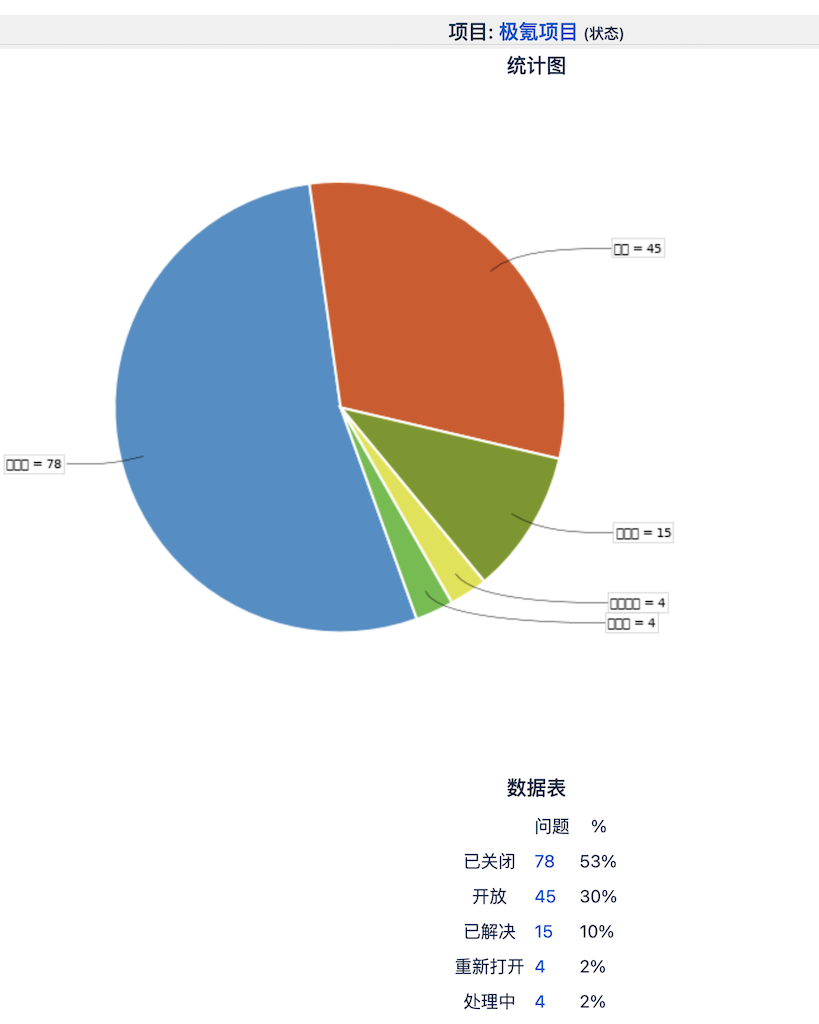 项目: 极氪项目 (状态)
统计图
□□ = 45
□□□ = 78
□□□ = 15
□□□□ = 4
□□□ = 4
数据表
问题 %
已关闭 78 53%
开放 45 30%
已解决 15 10%
重新打开 4 2%
处理中 4 2%